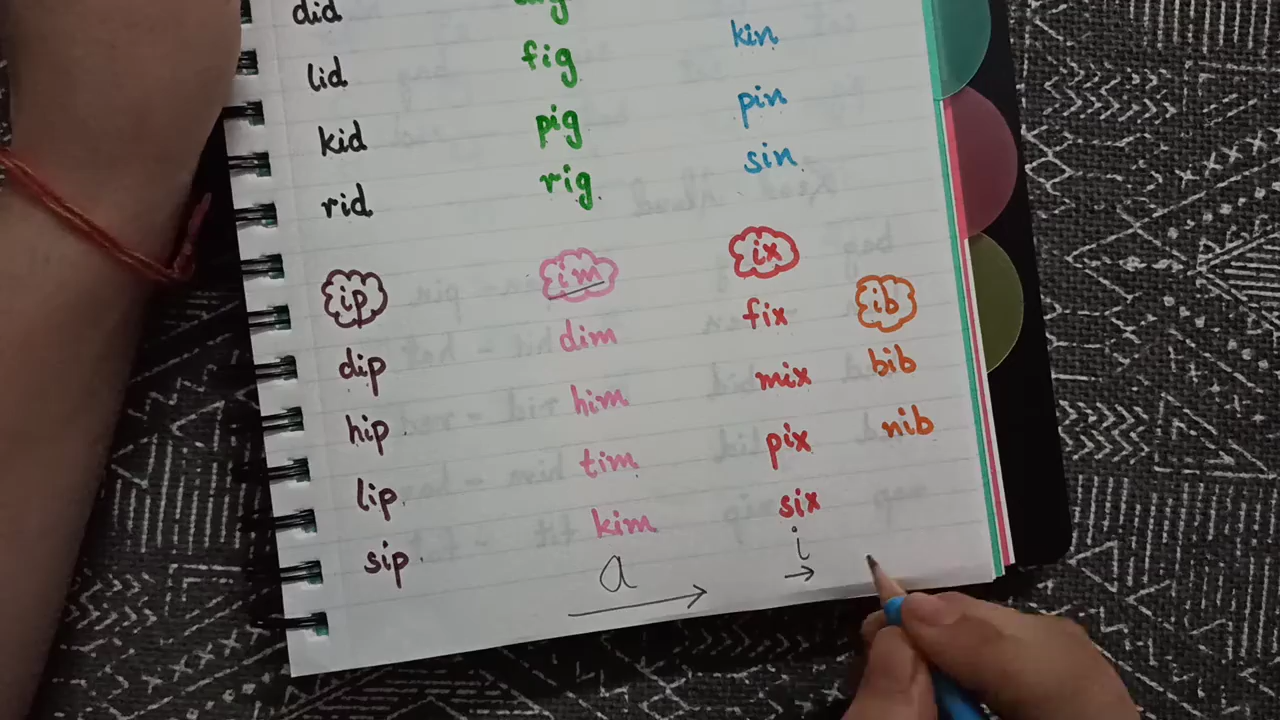 did
lid
kid
rid
fig
pig
rig
kin
pin
sin
ip
dip
hip
lip
sip
im
dim
him
tim
kim
ix
fix
mix
pix
six
ib
bib
nib
a
i